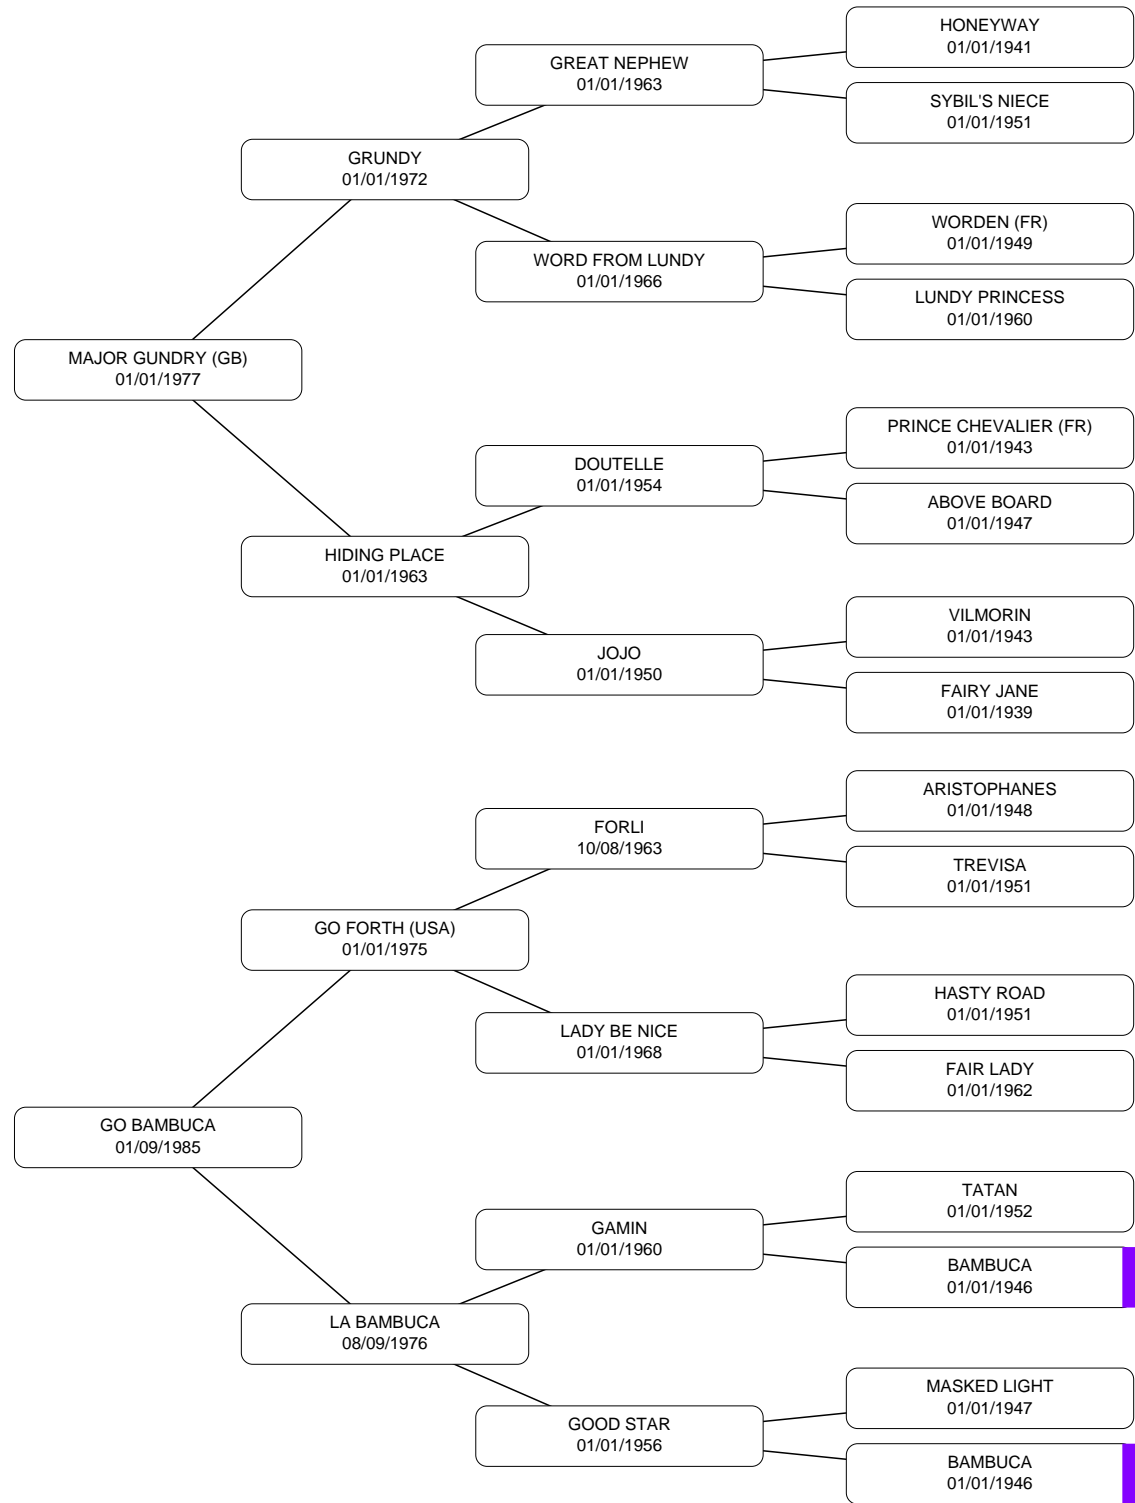 HONEYWAY
01/01/1941
GREAT NEPHEW
01/01/1963
SYBIL'S NIECE
01/01/1951
GRUNDY
01/01/1972
WORDEN (FR)
01/01/1949
WORD FROM LUNDY
01/01/1966
LUNDY PRINCESS
01/01/1960
MAJOR GUNDRY (GB)
01/01/1977
PRINCE CHEVALIER (FR)
01/01/1943
DOUTELLE
01/01/1954
ABOVE BOARD
01/01/1947
HIDING PLACE
01/01/1963
VILMORIN
01/01/1943
JOJO
01/01/1950
FAIRY JANE
01/01/1939
ARISTOPHANES
01/01/1948
FORLI
10/08/1963
TREVISA
01/01/1951
GO FORTH (USA)
01/01/1975
HASTY ROAD
01/01/1951
LADY BE NICE
01/01/1968
FAIR LADY
01/01/1962
GO BAMBUCA
01/09/1985
TATAN
01/01/1952
GAMIN
01/01/1960
BAMBUCA
01/01/1946
LA BAMBUCA
08/09/1976
MASKED LIGHT
01/01/1947
GOOD STAR
01/01/1956
BAMBUCA
01/01/1946